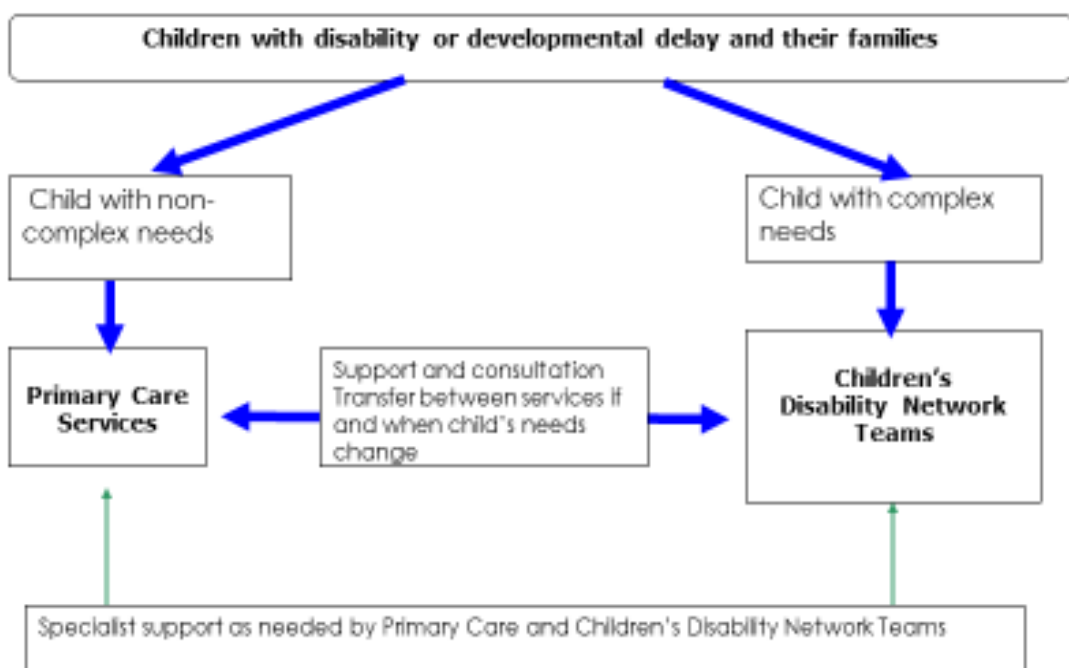 Children with disability or developmental delay and their families
Child with non-
complex needs
Child with complex
needs
Primary Care
Services
Support and consultation
Transfer between services if
and when child's needs
change
Children's
Disability Network
Teams
Specialist support as needed by Primary Care and Children's Disability Network Teams